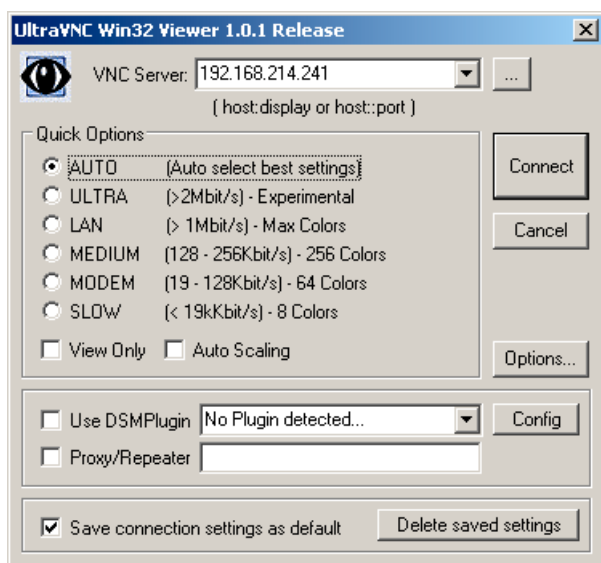 UltraVNC Win32 Viewer 1.0.1 Release
VNC Server: 192.168.214.241 ...
( host:display or host::port )
Quick Options
AUTO (Auto select best settings)
ULTRA (>2Mbit/s) - Experimental
LAN (> 1Mbit/s) - Max Colors
MEDIUM (128 - 256Kbit/s) - 256 Colors
MODEM (19 - 128Kbit/s) - 64 Colors
SLOW (< 19kKbit/s) - 8 Colors
View Only Auto Scaling
Connect
Cancel
Options...
Use DSMPlugin No Plugin detected... Config
Proxy/Repeater
Save connection settings as default Delete saved settings